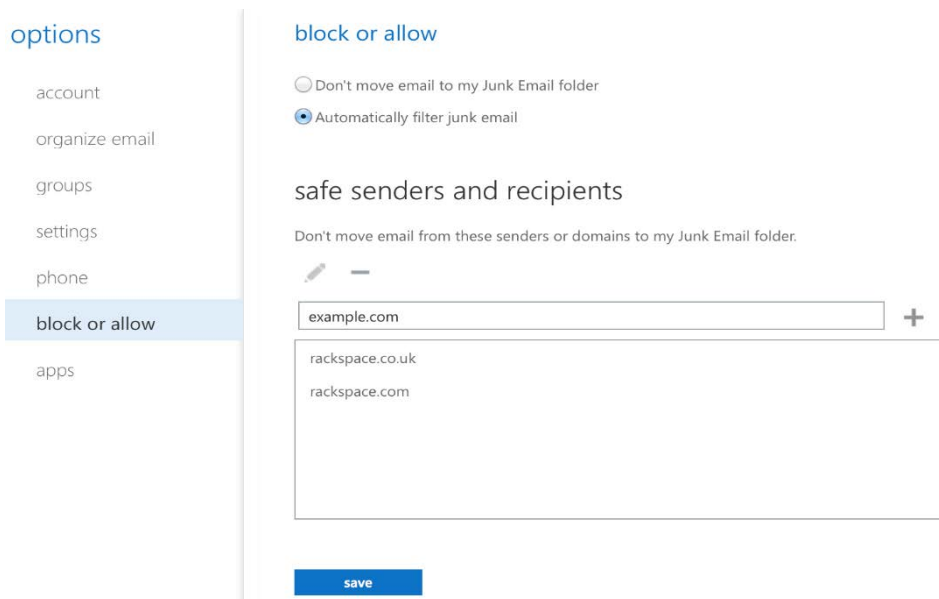 options
account
organize email
groups
settings
phone
block or allow
apps
block or allow
Don't move email to my Junk Email folder
Automatically filter junk email
safe senders and recipients
Don't move email from these senders or domains to my Junk Email folder.
example.com
rackspace.co.uk
rackspace.com
save